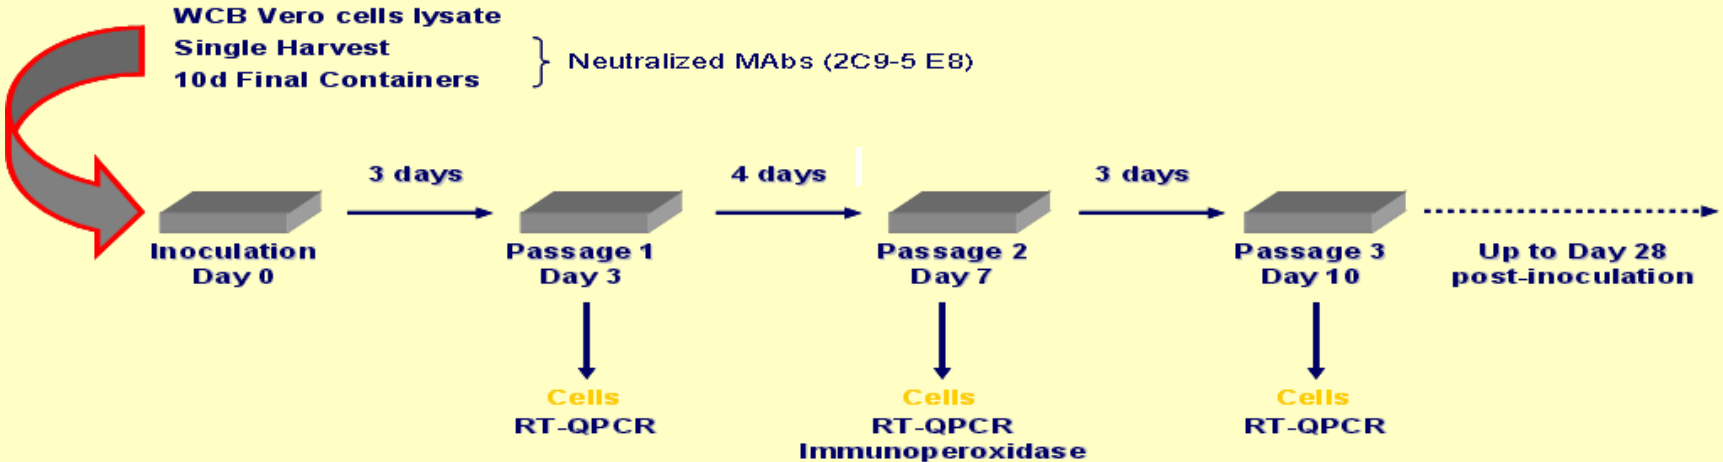 WCB Vero cells lysate
Single Harvest
10d Final Containers
Neutralized MAbs (2C9-5 E8)
3 days
4 days
3 days
Inoculation
Day 0
Passage 1
Day 3
Passage 2
Day 7
Passage 3
Day 10
Up to Day 28
post-inoculation
Cells
RT-QPCR
Cells
RT-QPCR
Immunoperoxidase
Cells
RT-QPCR